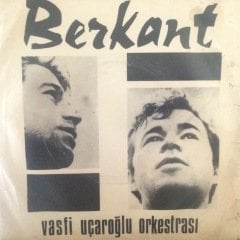 Berkant
vasfi uçaroğlu orkestrası